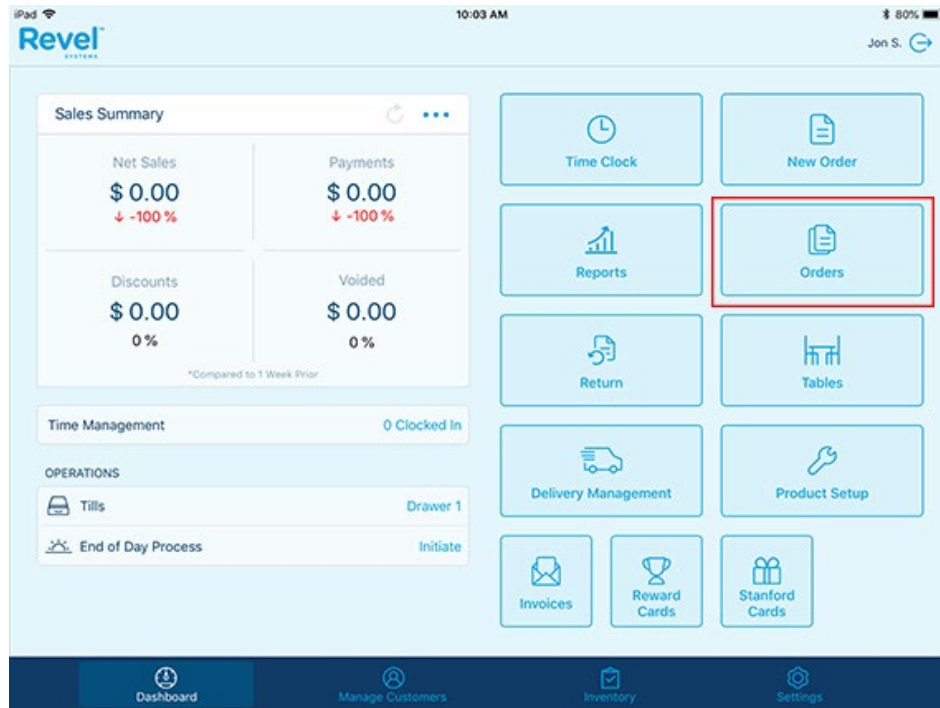 iPad
10:03 AM
80%
Revel
SYSTEMS
Jon S.
Sales Summary
Net Sales
$ 0.00
↓ -100 %
Payments
$ 0.00
↓ -100 %
Discounts
$ 0.00
0 %
Voided
$ 0.00
0 %
*Compared to 1 Week Prior
Time Management
0 Clocked In
OPERATIONS
Tills
Drawer 1
End of Day Process
Initiate
Time Clock
New Order
Reports
Orders
Return
Tables
Delivery Management
Product Setup
Invoices
Reward
Cards
Stanford
Cards
Dashboard
Manage Customers
Inventory
Settings